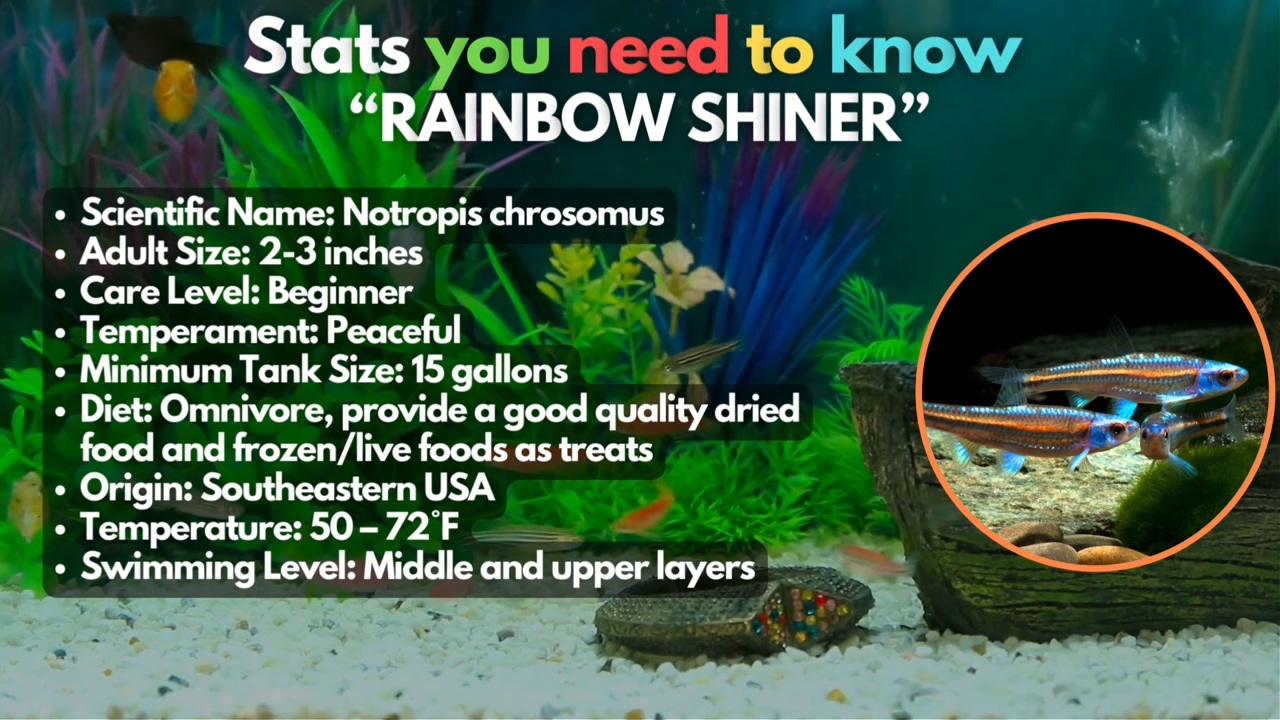 Stats you need to know
“RAINBOW SHINER”
• Scientific Name: Notropis chrosomus
• Adult Size: 2-3 inches
• Care Level: Beginner
• Temperament: Peaceful
• Minimum Tank Size: 15 gallons
• Diet: Omnivore, provide a good quality dried
food and frozen/live foods as treats
• Origin: Southeastern USA
• Temperature: 50 – 72°F
• Swimming Level: Middle and upper layers